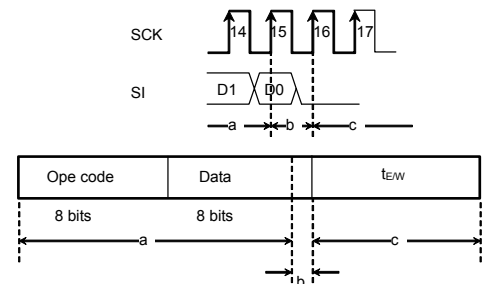 SCK 14 15 16 17
SI D1 D0
a b c
Ope code Data tE/W
8 bits 8 bits
a c
b